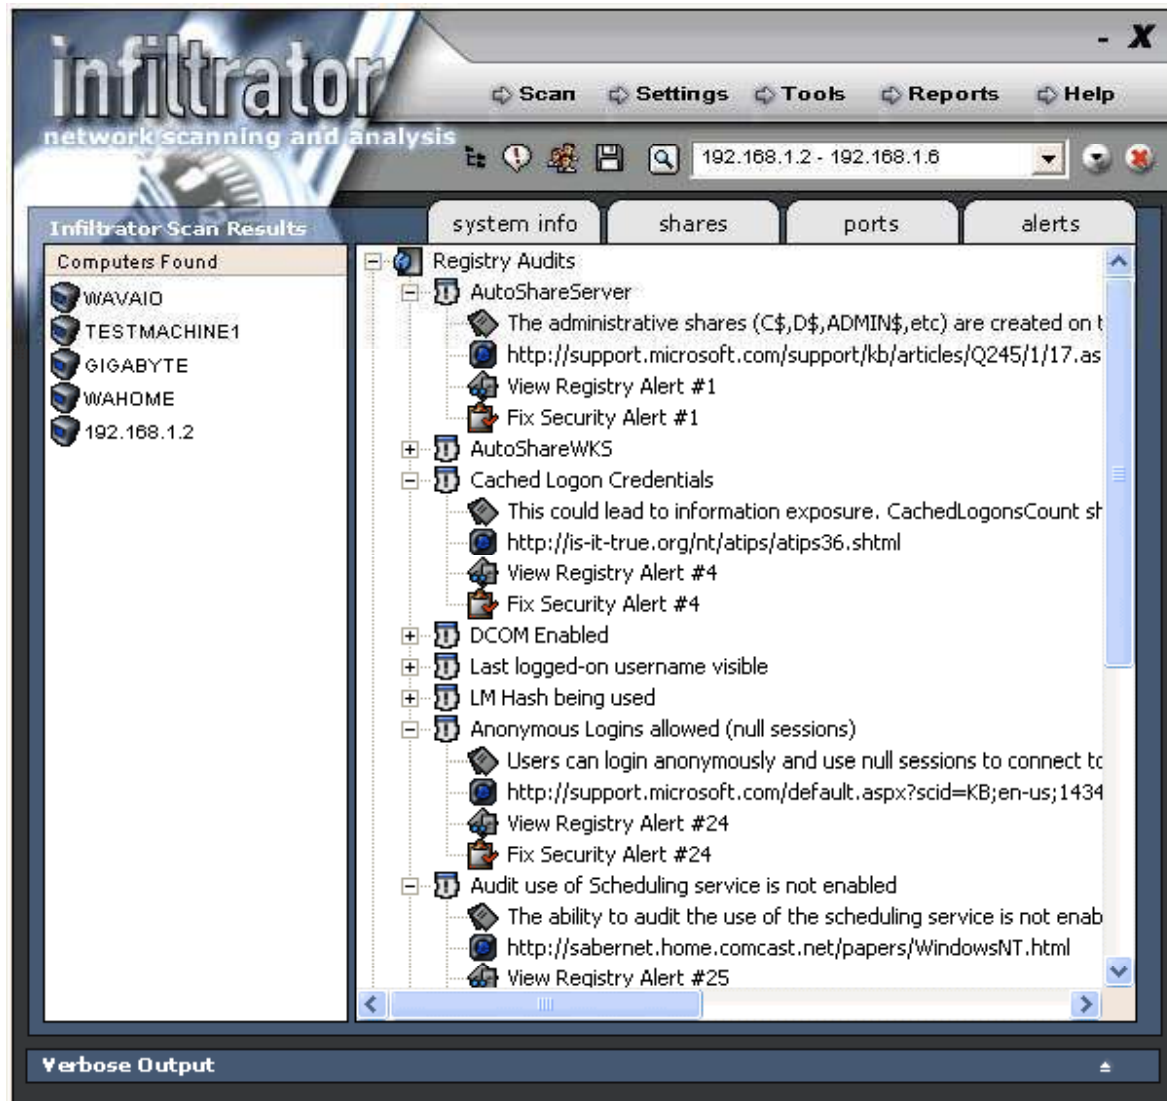 infiltrator
network scanning and analysis
- X
Scan Settings Tools Reports Help
192.168.1.2 - 192.168.1.6
Infiltrator Scan Results
system info shares ports alerts
Computers Found
WAVAIO
TESTMACHINE1
GIGABYTE
WAHOME
192.168.1.2
Registry Audits
AutoShareServer
The administrative shares (C$,D$,ADMIN$,etc) are created on t
http://support.microsoft.com/support/kb/articles/Q245/1/17.as
View Registry Alert #1
Fix Security Alert #1
AutoShareWKS
Cached Logon Credentials
This could lead to information exposure. CachedLogonsCount sh
http://is-it-true.org/nt/atips/atips36.shtml
View Registry Alert #4
Fix Security Alert #4
DCOM Enabled
Last logged-on username visible
LM Hash being used
Anonymous Logins allowed (null sessions)
Users can login anonymously and use null sessions to connect to
http://support.microsoft.com/default.aspx?scid=KB;en-us;1434
View Registry Alert #24
Fix Security Alert #24
Audit use of Scheduling service is not enabled
The ability to audit the use of the scheduling service is not enab
http://sabernet.home.comcast.net/papers/WindowsNT.html
View Registry Alert #25
Verbose Output